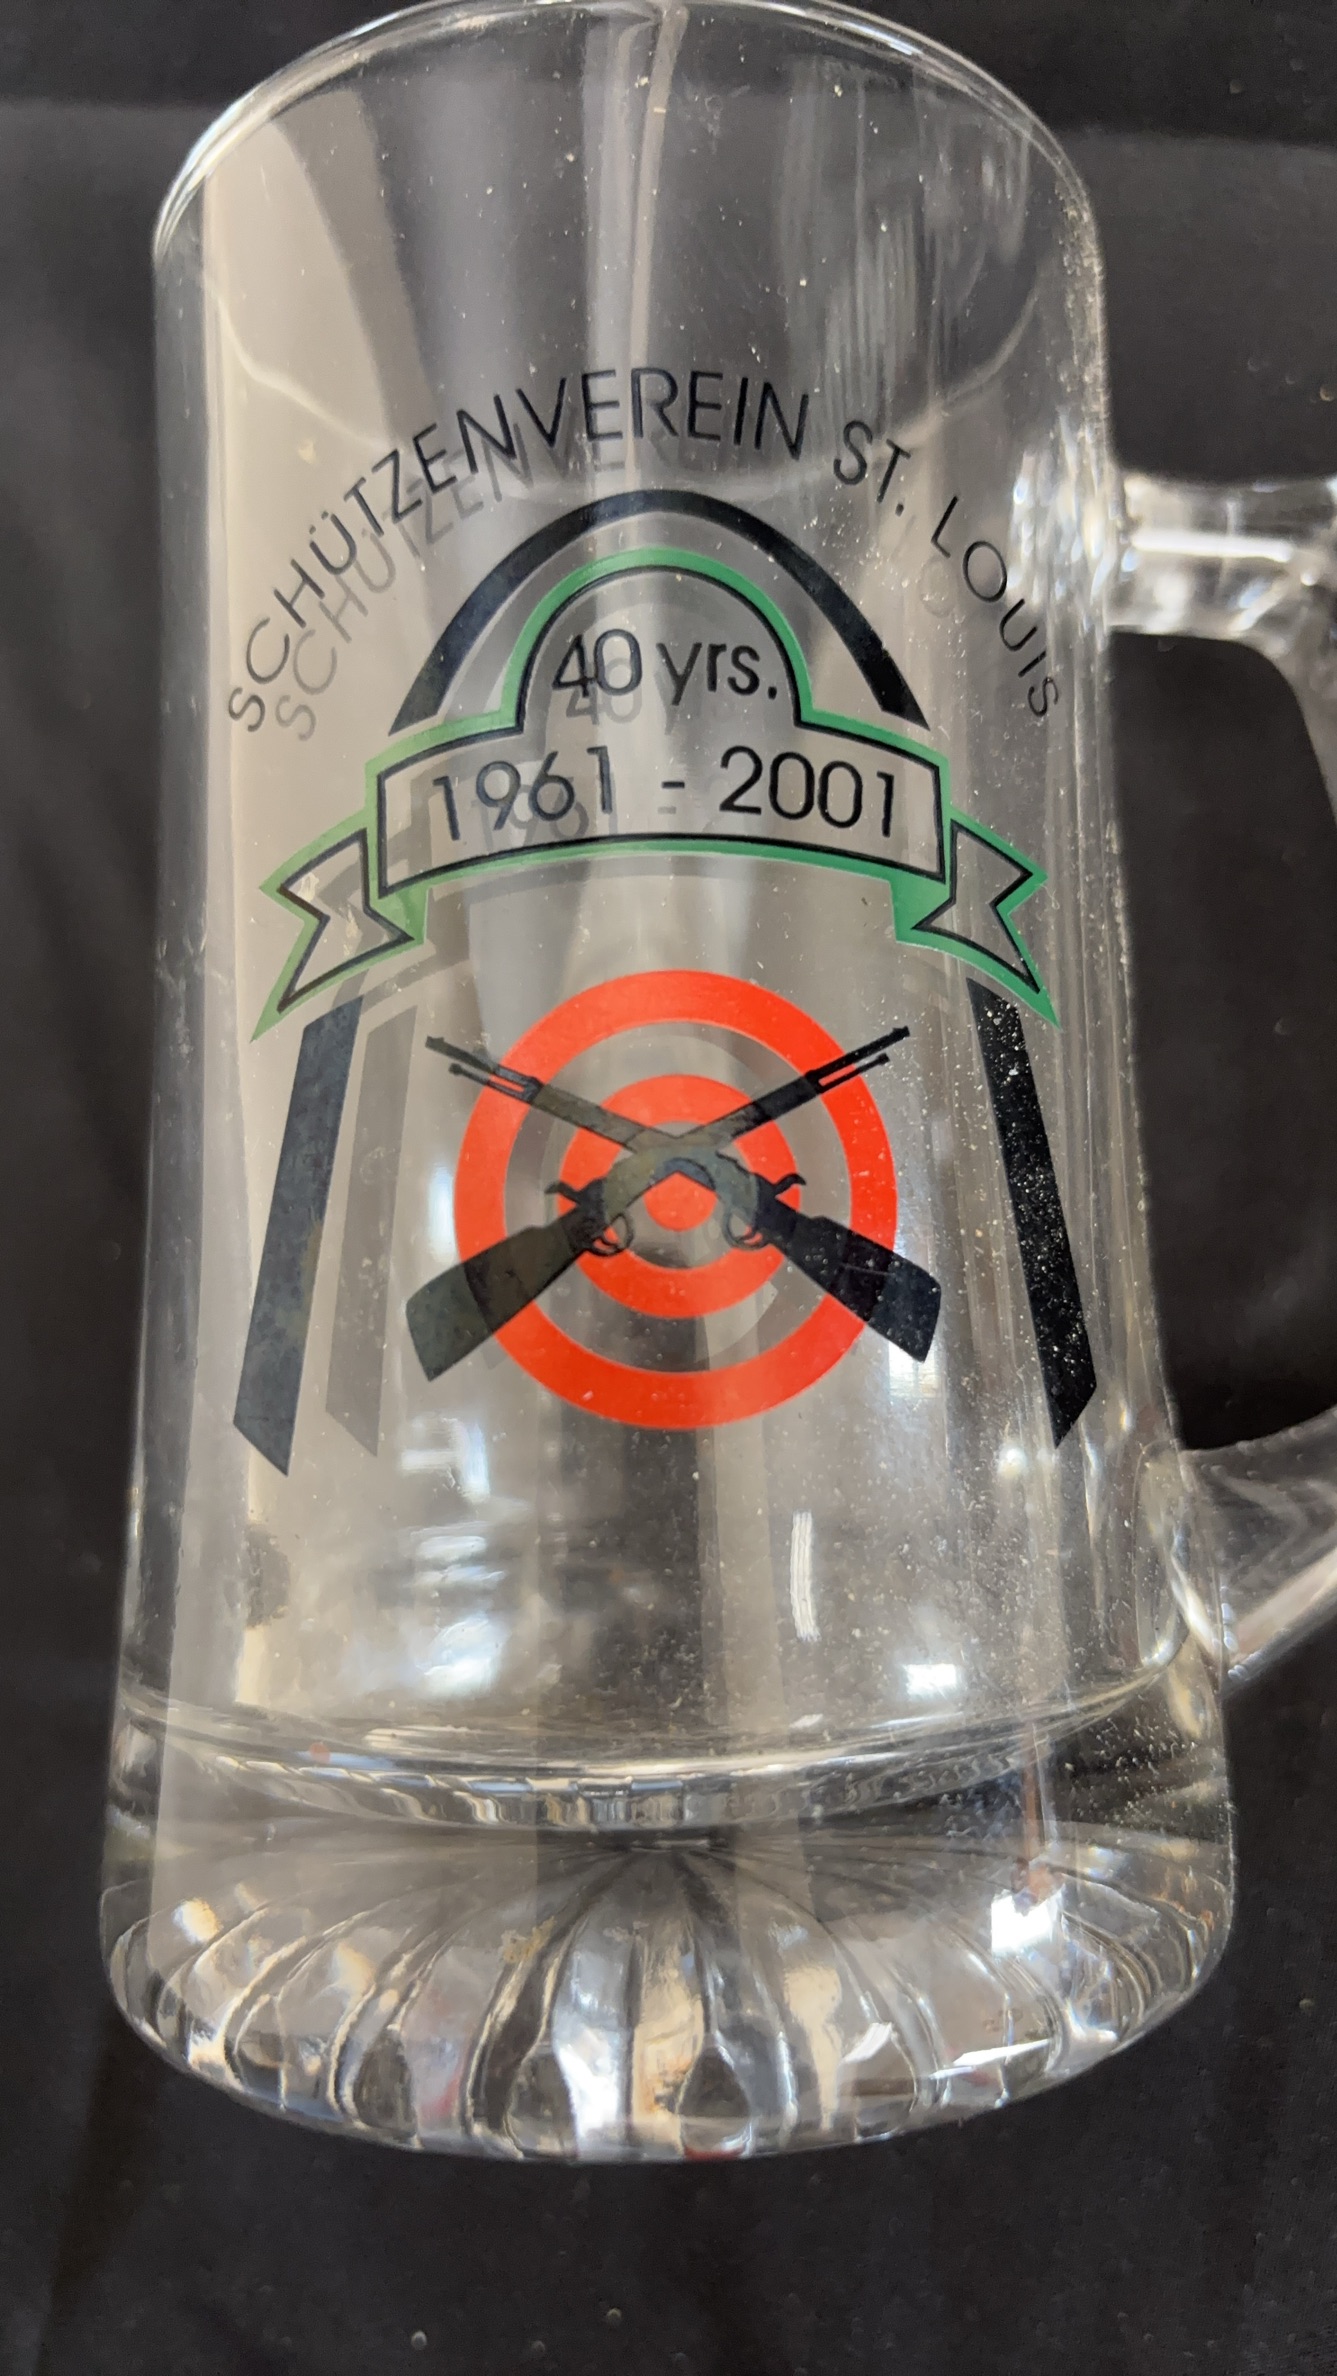 SCHÜTZENVEREIN ST. LOUIS
40 yrs.
1961 - 2001